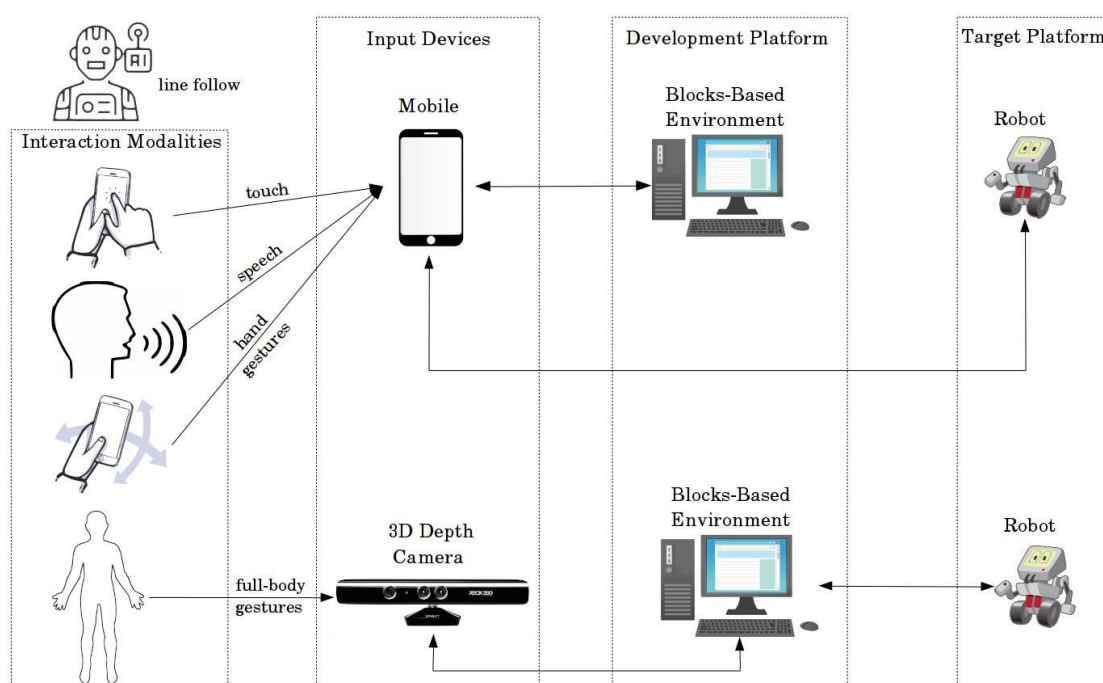 AI
line follow
Interaction Modalities
touch
speech
hand
gestures
full-body
gestures
Input Devices
Mobile
3D Depth
Camera
XBOX 360
Development Platform
Blocks-Based
Environment
Blocks-Based
Environment
Target Platform
Robot
Robot